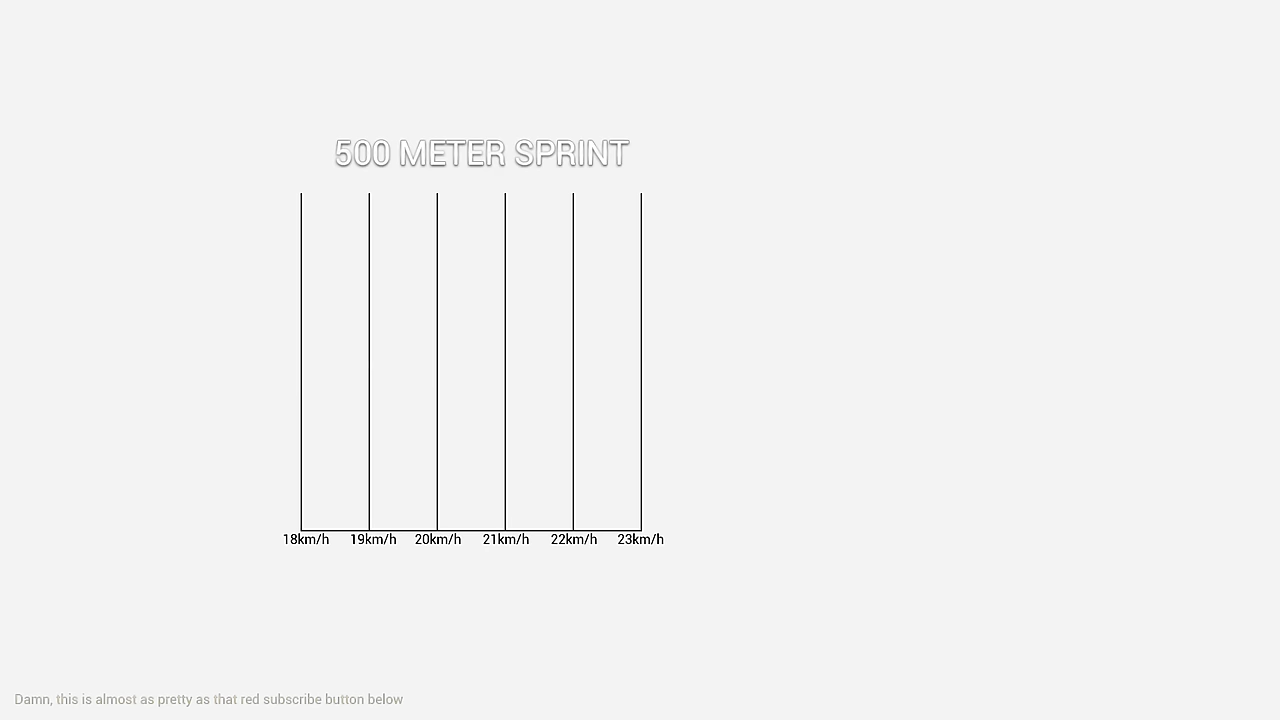 500 METER SPRINT
18km/h 19km/h 20km/h 21km/h 22km/h 23km/h
Damn, this is almost as pretty as that red subscribe button below